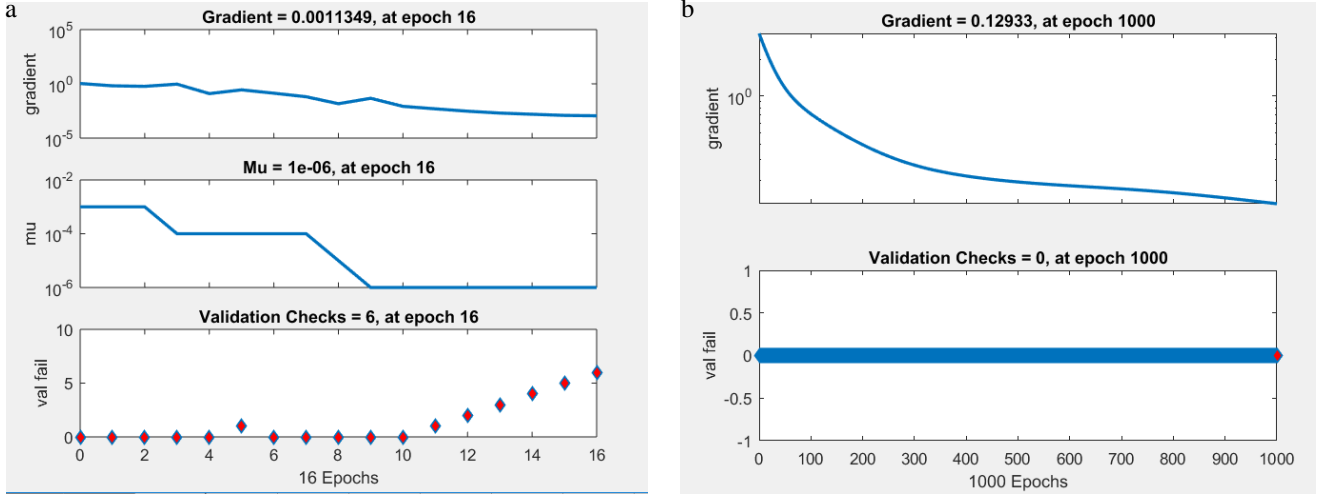 a
Gradient = 0.0011349, at epoch 16
10^5
10^0
10^-5
gradient
Mu = 1e-06, at epoch 16
10^-2
10^-4
10^-6
mu
Validation Checks = 6, at epoch 16
10
5
0
val fail
0 2 4 6 8 10 12 14 16
16 Epochs
b
Gradient = 0.12933, at epoch 1000
10^0
gradient
Validation Checks = 0, at epoch 1000
1
0.5
0
-0.5
-1
val fail
0 100 200 300 400 500 600 700 800 900 1000
1000 Epochs